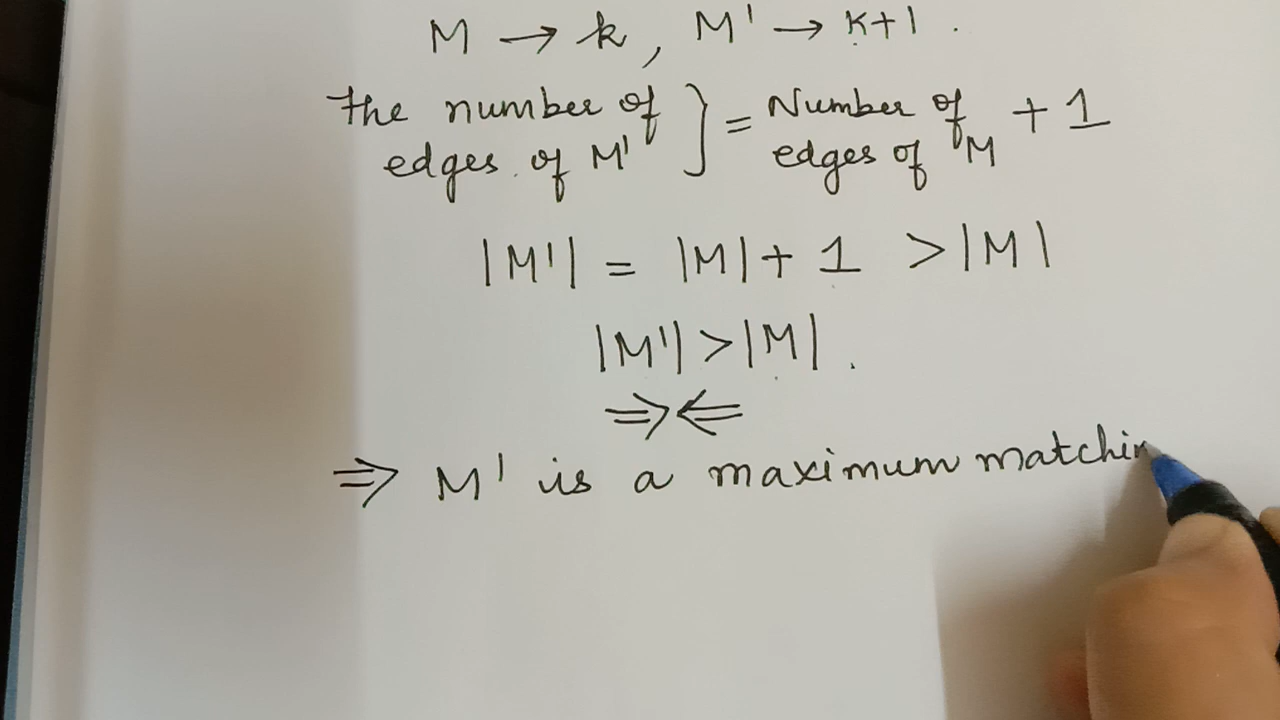 M → k, M' → k+1.
the number of edges of M' } = Number of edges of M + 1
|M'| = |M| + 1 > |M|
|M'| > |M|.
⇒⇐
⇒ M' is a maximum matchin